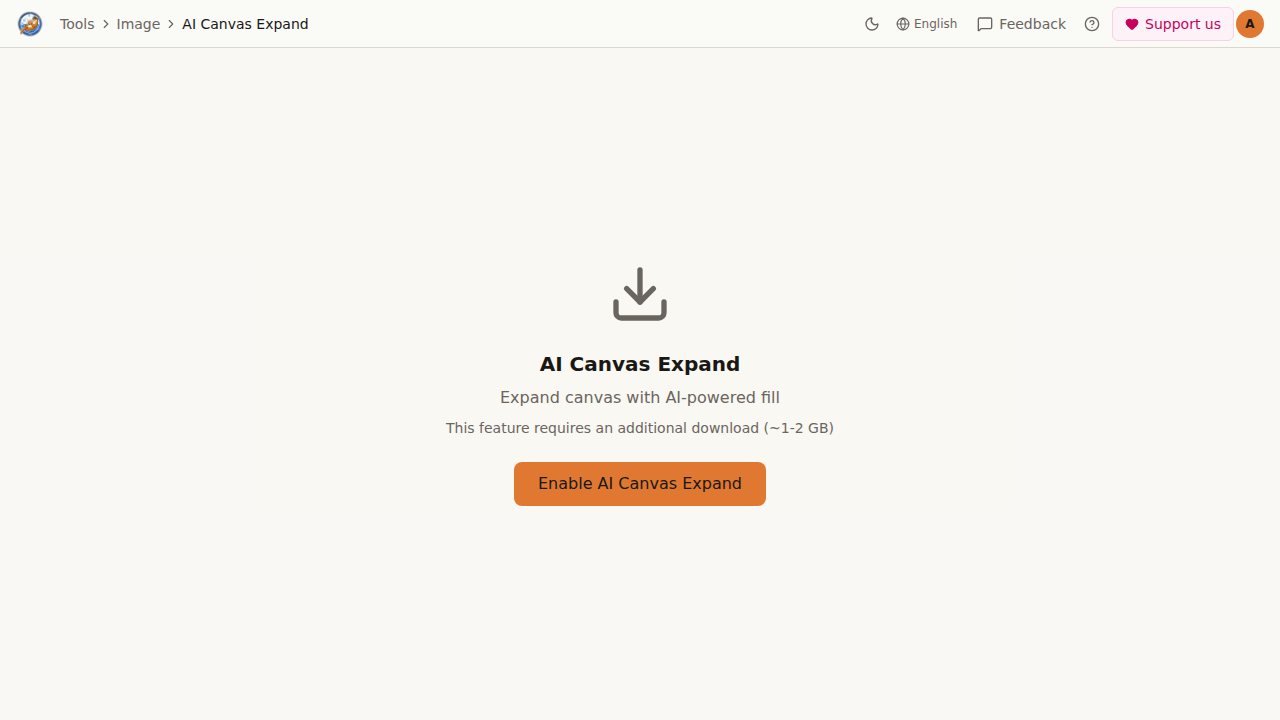 Tools > Image > AI Canvas Expand English Feedback Support us A
AI Canvas Expand
Expand canvas with AI-powered fill
This feature requires an additional download (~1-2 GB)
Enable AI Canvas Expand